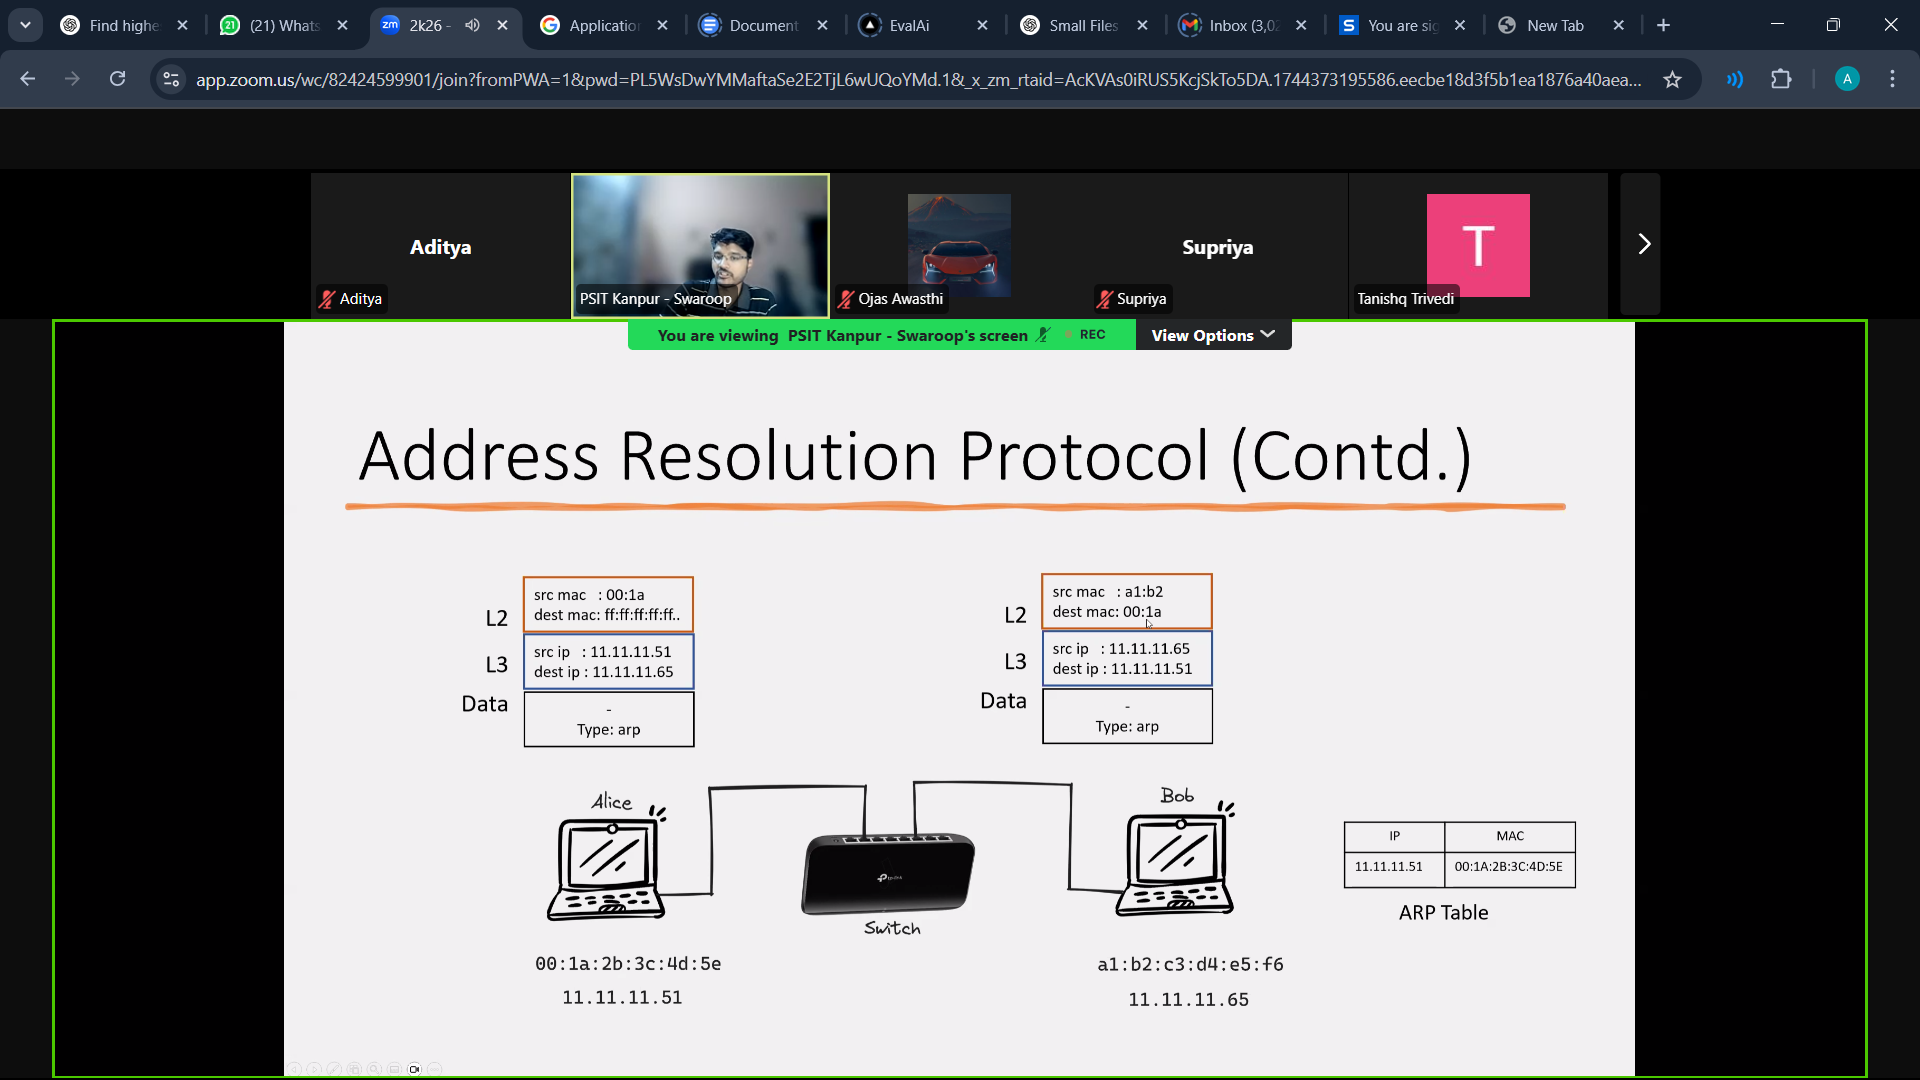 Find highe
(21) Whats
zm 2k26 -
Applicatio
Document
EvalAi
Small Files
Inbox (3,02
S You are sig
New Tab
app.zoom.us/wc/82424599901/join?fromPWA=1&pwd=PL5WsDwYMMaftaSe2E2TjL6wUQoYMd.1&_x_zm_rtaid=AcKVAs0iRUS5KcjSkTo5DA.1744373195586.eecbe18d3f5b1ea1876a40aea...
A
Aditya
Supriya
T
Aditya
PSIT Kanpur - Swaroop
Ojas Awasthi
Supriya
Tanishq Trivedi
You are viewing PSIT Kanpur - Swaroop's screen
REC
View Options
Address Resolution Protocol (Contd.)
L2
src mac : 00:1a
dest mac: ff:ff:ff:ff:ff..
L3
src ip : 11.11.11.51
dest ip : 11.11.11.65
Data
-
Type: arp
L2
src mac : a1:b2
dest mac: 00:1a
L3
src ip : 11.11.11.65
dest ip : 11.11.11.51
Data
-
Type: arp
Alice
Bob
tp-link
Switch
IP MAC
11.11.11.51 00:1A:2B:3C:4D:5E
ARP Table
00:1a:2b:3c:4d:5e
11.11.11.51
a1:b2:c3:d4:e5:f6
11.11.11.65